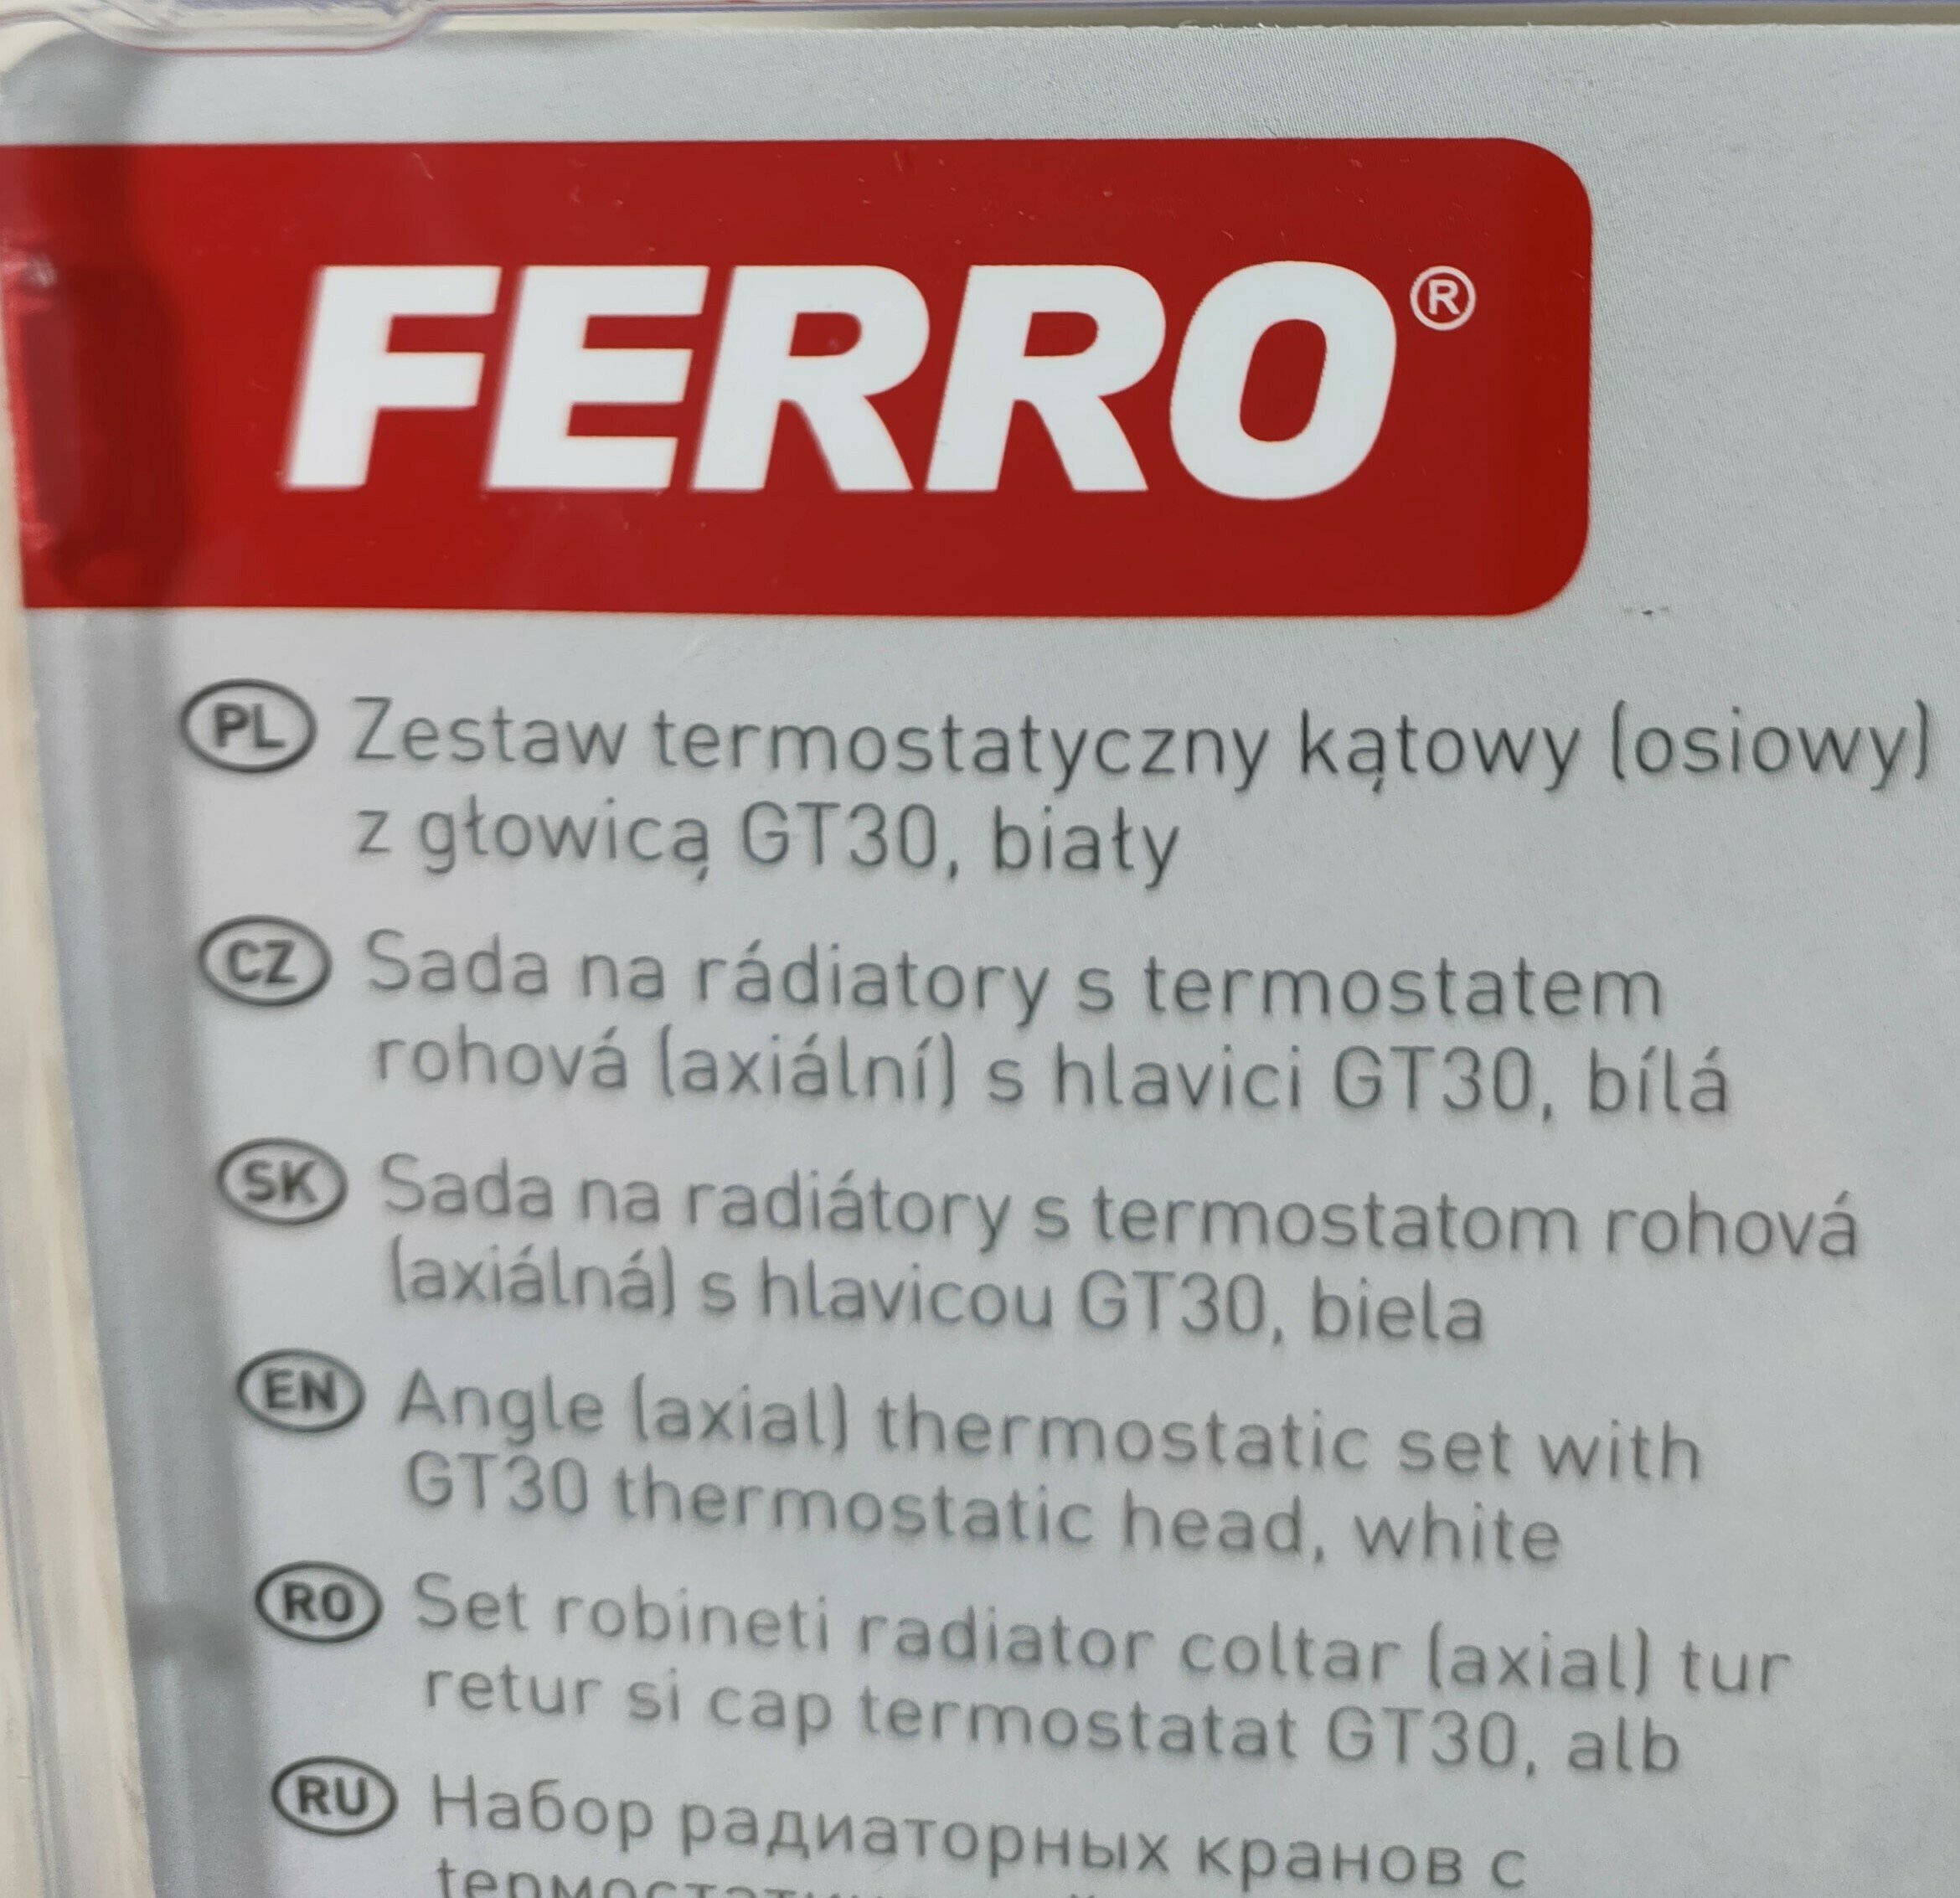 FERRO®
PL Zestaw termostatyczny kątowy (osiowy)
z głowicą GT30, biały
CZ Sada na rádiatory s termostatem
rohová (axiální) s hlavici GT30, bílá
SK Sada na radiátory s termostatom rohová
(axiálná) s hlavicou GT30, biela
EN Angle (axial) thermostatic set with
GT30 thermostatic head, white
RO Set robineti radiator coltar (axial) tur
retur si cap termostatat GT30, alb
RU Набор радиаторных кранов с